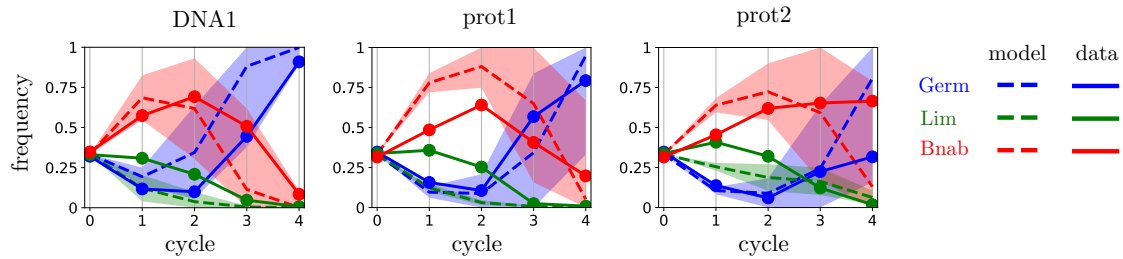 DNA1 prot1 prot2
model data
Germ
Lim
Bnab
frequency
1 1 1
0.75 0.75 0.75
0.5 0.5 0.5
0.25 0.25 0.25
0 0 0
0 1 2 3 4 0 1 2 3 4 0 1 2 3 4
cycle cycle cycle